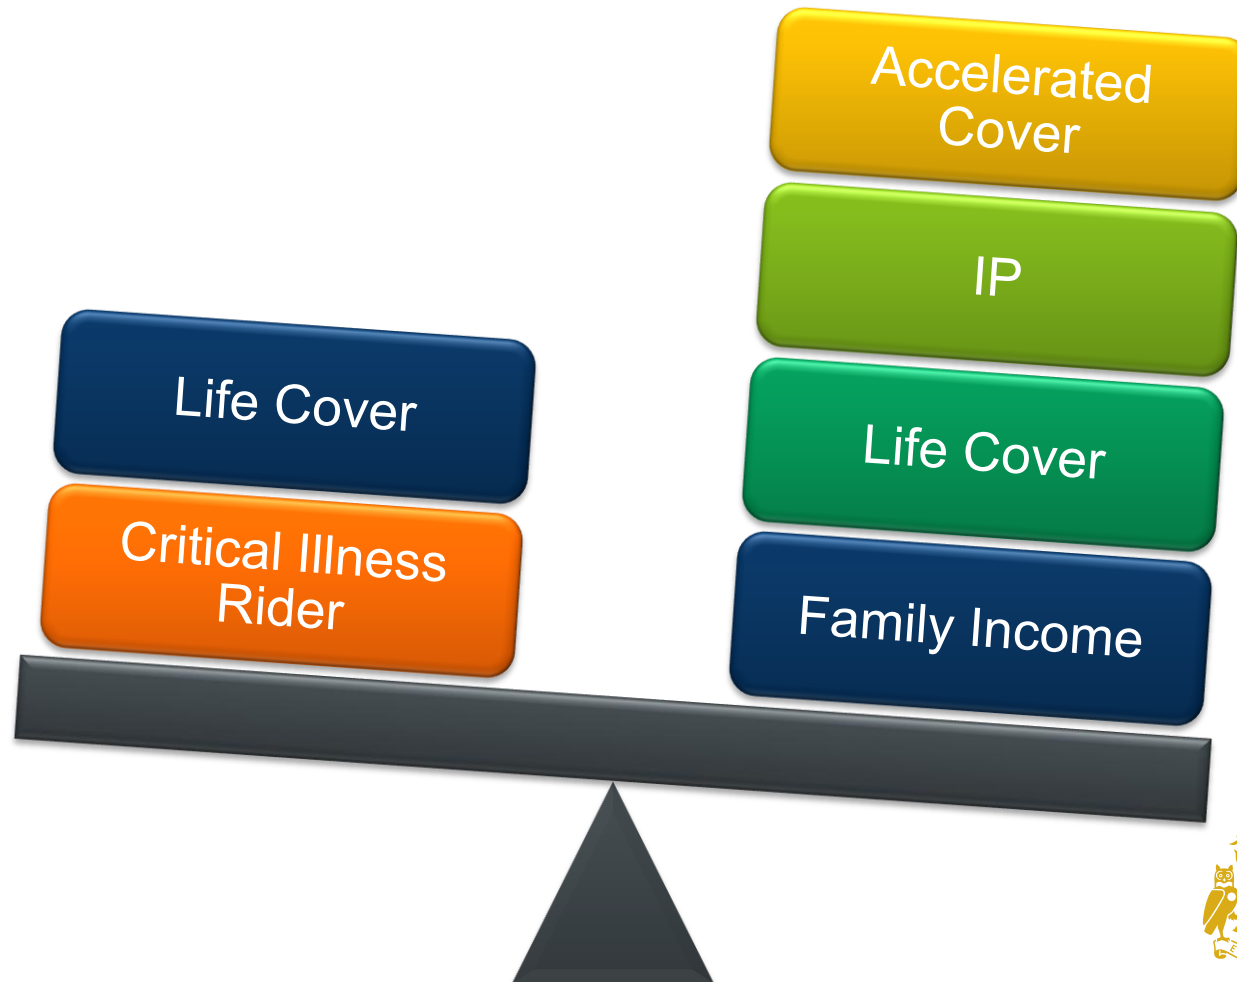 Accelerated
Cover
IP
Life Cover
Family Income
Life Cover
Critical Illness
Rider